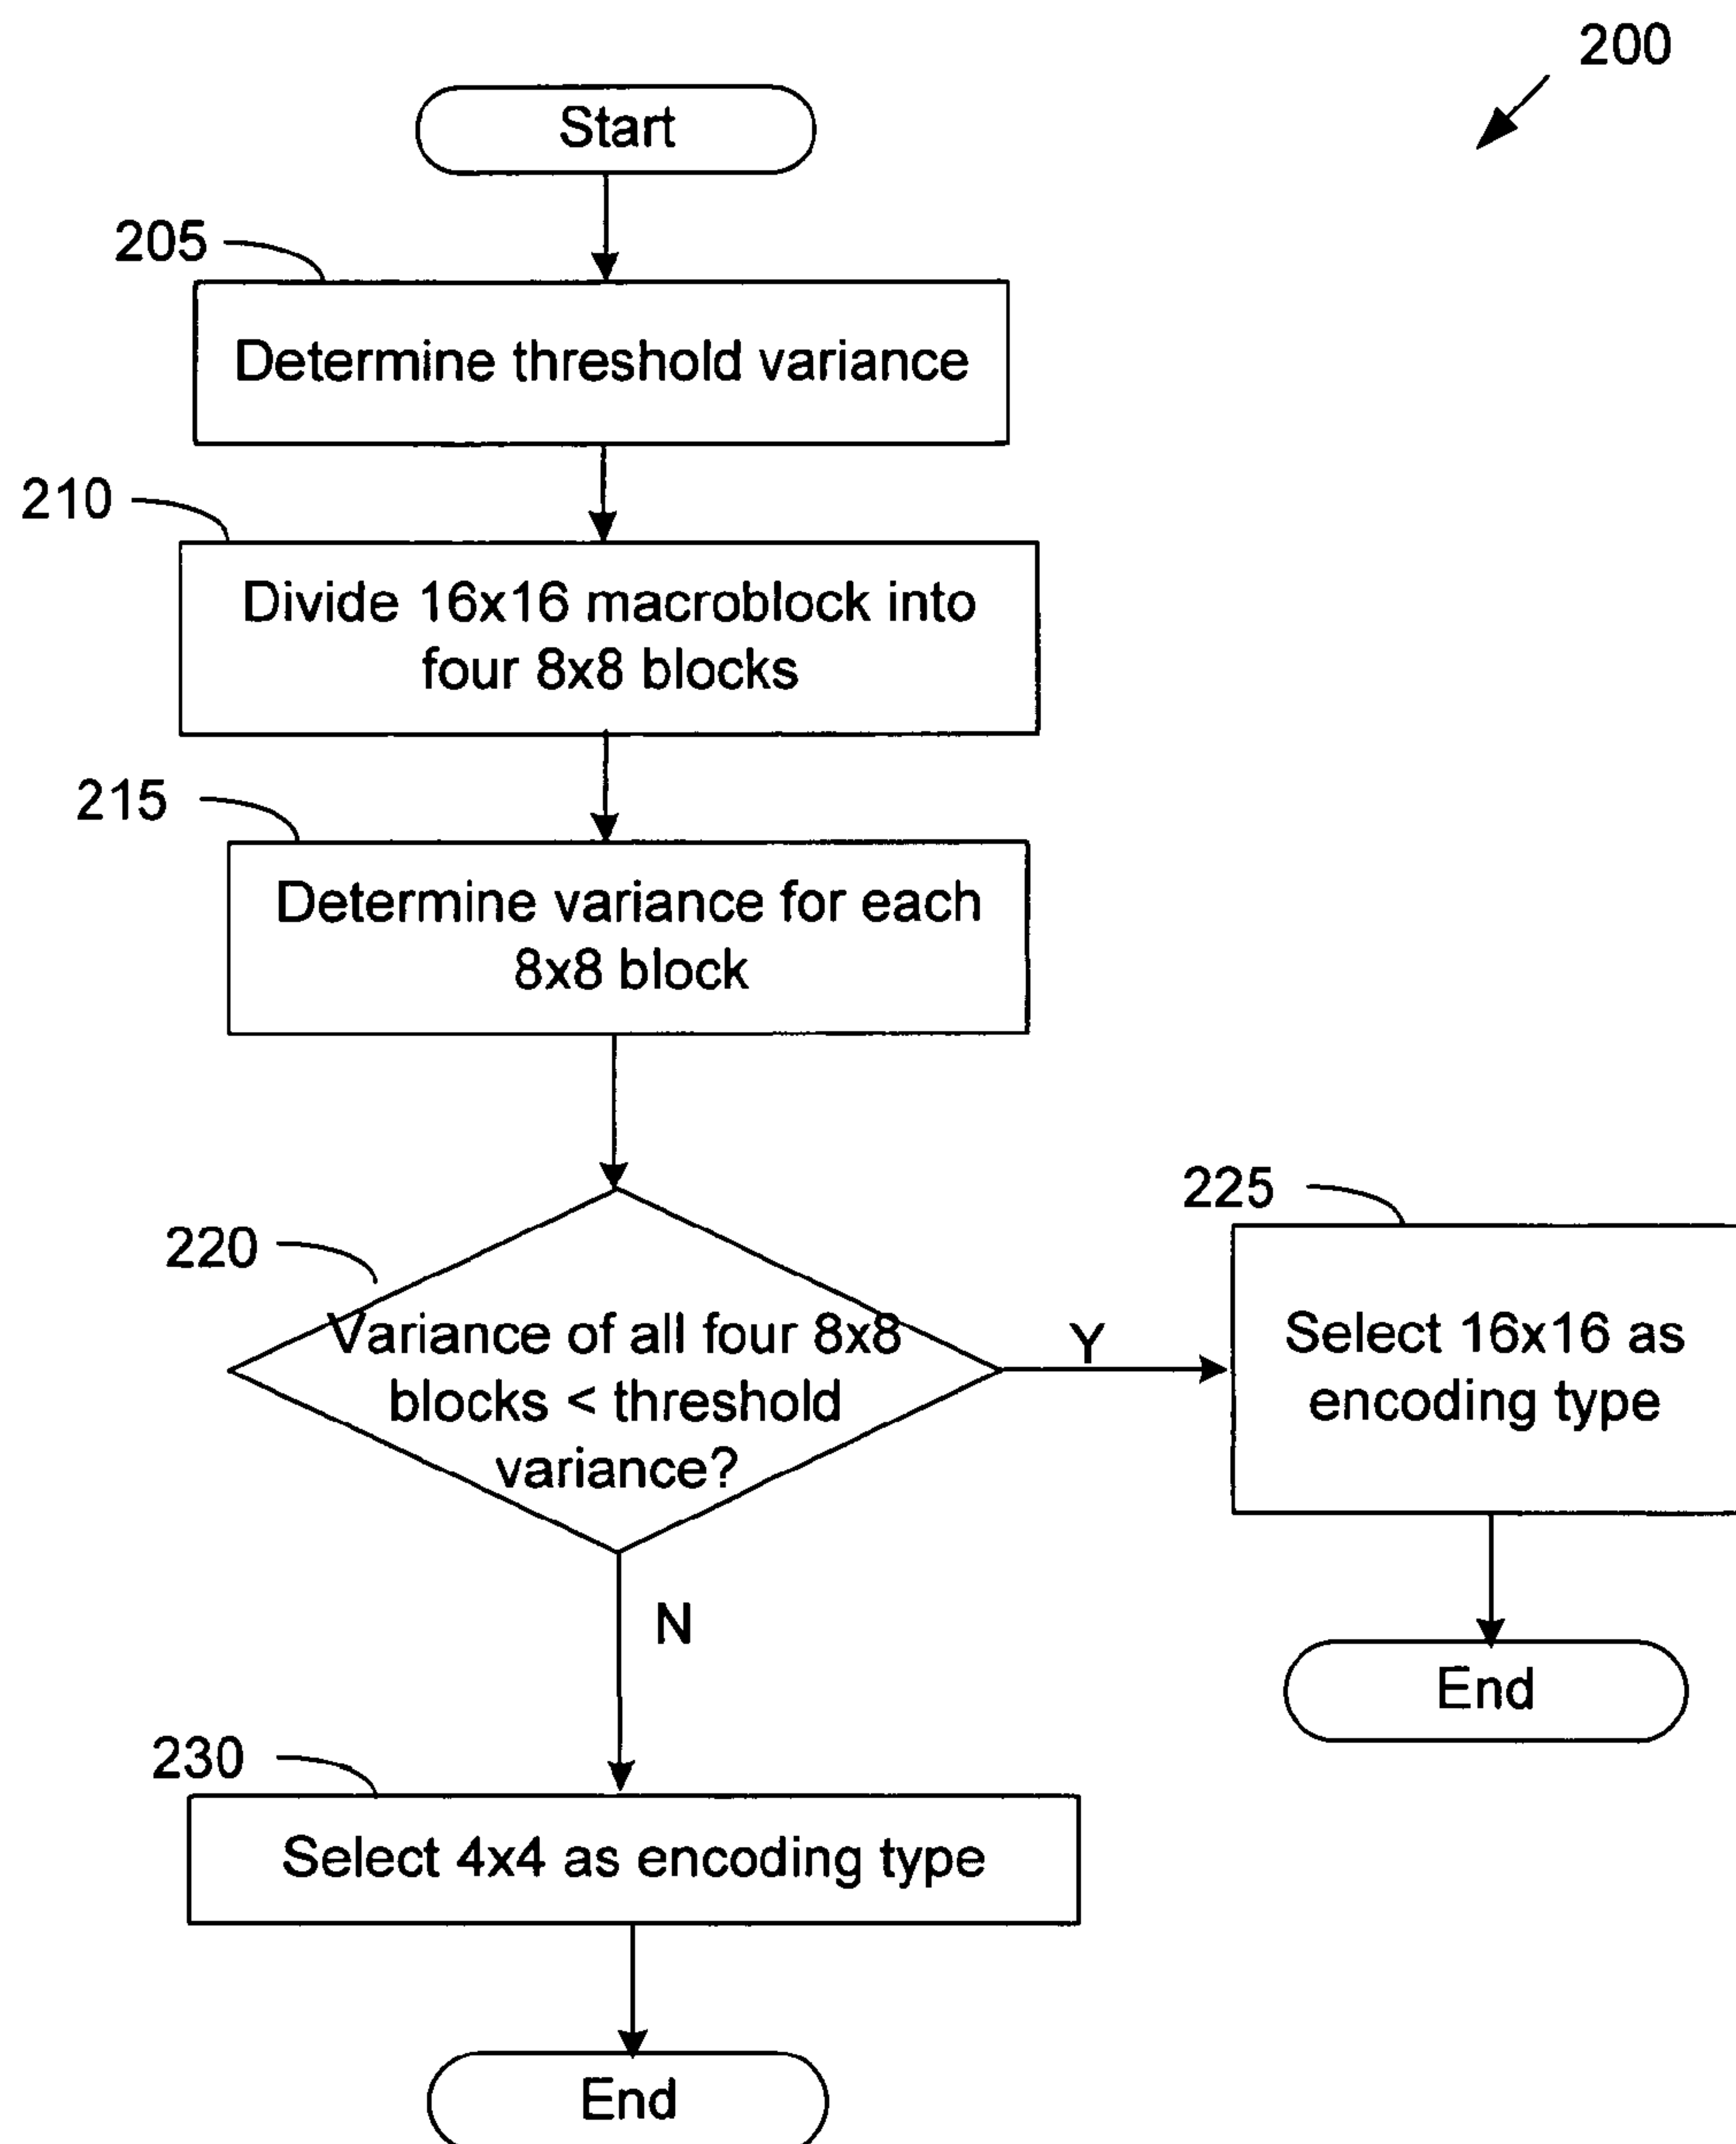 200
Start
205
Determine threshold variance
210
Divide 16x16 macroblock into
four 8x8 blocks
215
Determine variance for each
8x8 block
220
Variance of all four 8x8
blocks < threshold
variance?
Y
225
Select 16x16 as
encoding type
N
End
230
Select 4x4 as encoding type
End